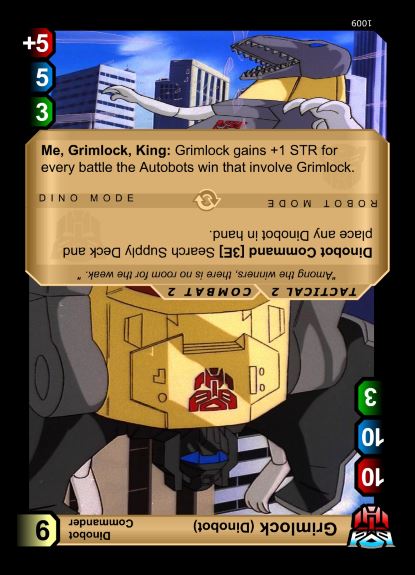 1009
+5
5
3
Me, Grimlock, King: Grimlock gains +1 STR for
every battle the Autobots win that involve Grimlock.
DINO MODE
ROBOT MODE
Grimlock (Dinobot)
Dinobot
Commander
6
10
10
3
TACTICAL 2 COMBAT 2
"Among the winners, there is no room for the weak. "
Dinobot Command [3E] Search Supply Deck and
place any Dinobot in hand.